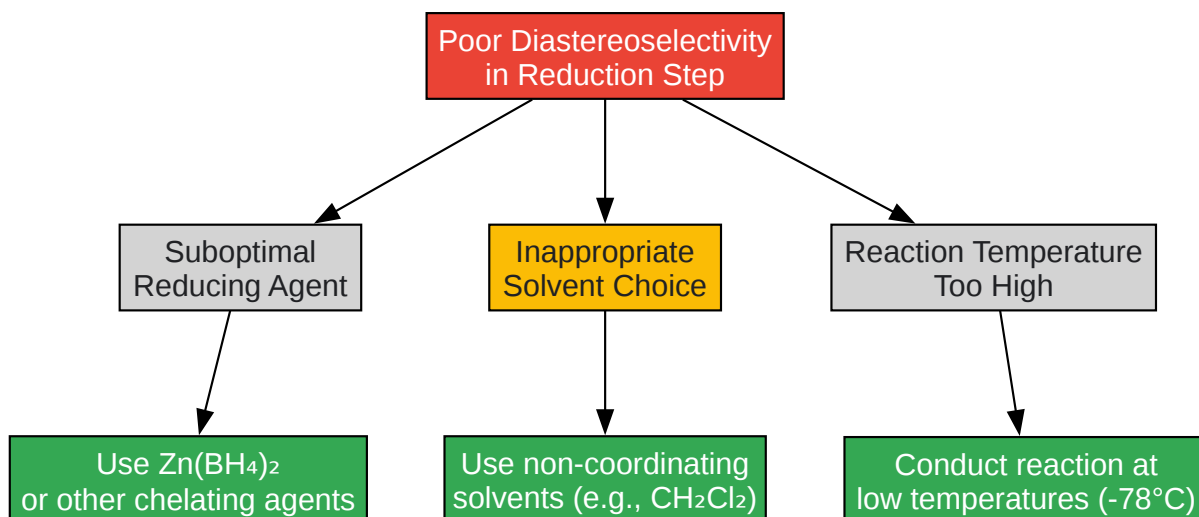 Poor Diastereoselectivity
in Reduction Step
Suboptimal
Reducing Agent
Inappropriate
Solvent Choice
Reaction Temperature
Too High
Use Zn(BH₄)₂
or other chelating agents
Use non-coordinating
solvents (e.g., CH₂Cl₂)
Conduct reaction at
low temperatures (-78°C)